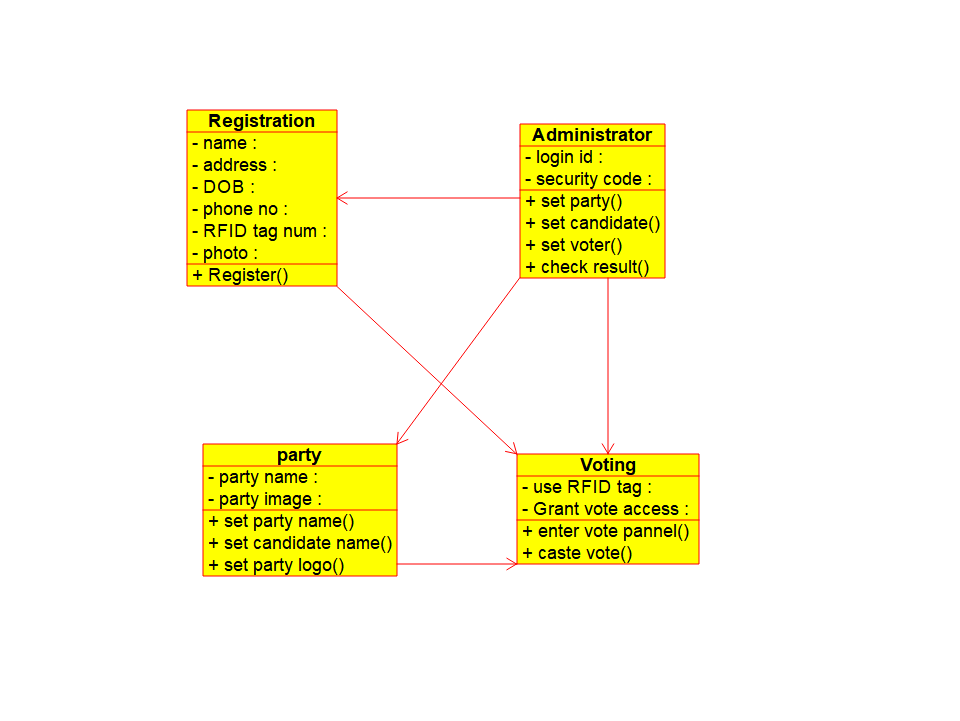 Registration
- name :
- address :
- DOB :
- phone no :
- RFID tag num :
- photo :
+ Register()
Administrator
- login id :
- security code :
+ set party()
+ set candidate()
+ set voter()
+ check result()
party
- party name :
- party image :
+ set party name()
+ set candidate name()
+ set party logo()
Voting
- use RFID tag :
- Grant vote access :
+ enter vote pannel()
+ caste vote()